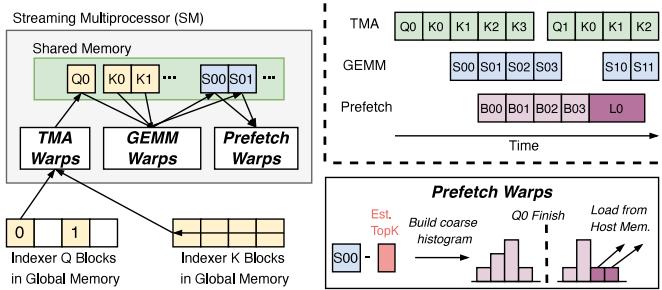 Streaming Multiprocessor (SM)
Shared Memory
Q0 K0 K1 ··· S00 S01 ···
TMA
Warps
GEMM
Warps
Prefetch
Warps
0 1
Indexer Q Blocks
in Global Memory
Indexer K Blocks
in Global Memory
TMA Q0 K0 K1 K2 K3 Q1 K0 K1 K2
GEMM S00 S01 S02 S03 S10 S11
Prefetch B00 B01 B02 B03 L0
Time
Prefetch Warps
S00 -
Est.
TopK
Build coarse
histogram
Q0 Finish
Load from
Host Mem.